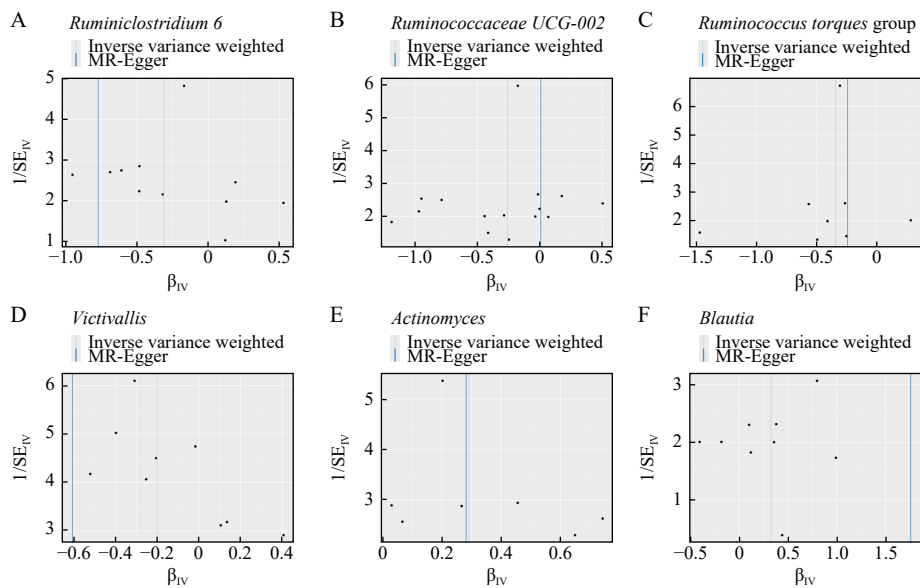 A Ruminiclostridium 6
Inverse variance weighted
MR-Egger
5
4
3
2
1
1/SE_IV
−1.0 −0.5 0 0.5
β_IV
B Ruminococcaceae UCG-002
Inverse variance weighted
MR-Egger
6
5
4
3
2
1/SE_IV
−1.0 −0.5 0 0.5
β_IV
C Ruminococcus torques group
Inverse variance weighted
MR-Egger
6
5
4
3
2
1/SE_IV
−1.5 −1.0 −0.5 0
β_IV
D Victivallis
Inverse variance weighted
MR-Egger
6
5
4
3
1/SE_IV
−0.6 −0.4 −0.2 0 0.2 0.4
β_IV
E Actinomyces
Inverse variance weighted
MR-Egger
5
4
3
1/SE_IV
0.2 0.4 0.6
β_IV
F Blautia
Inverse variance weighted
MR-Egger
3
2
1
1/SE_IV
−0.5 0 0.5 1.0 1.5
β_IV